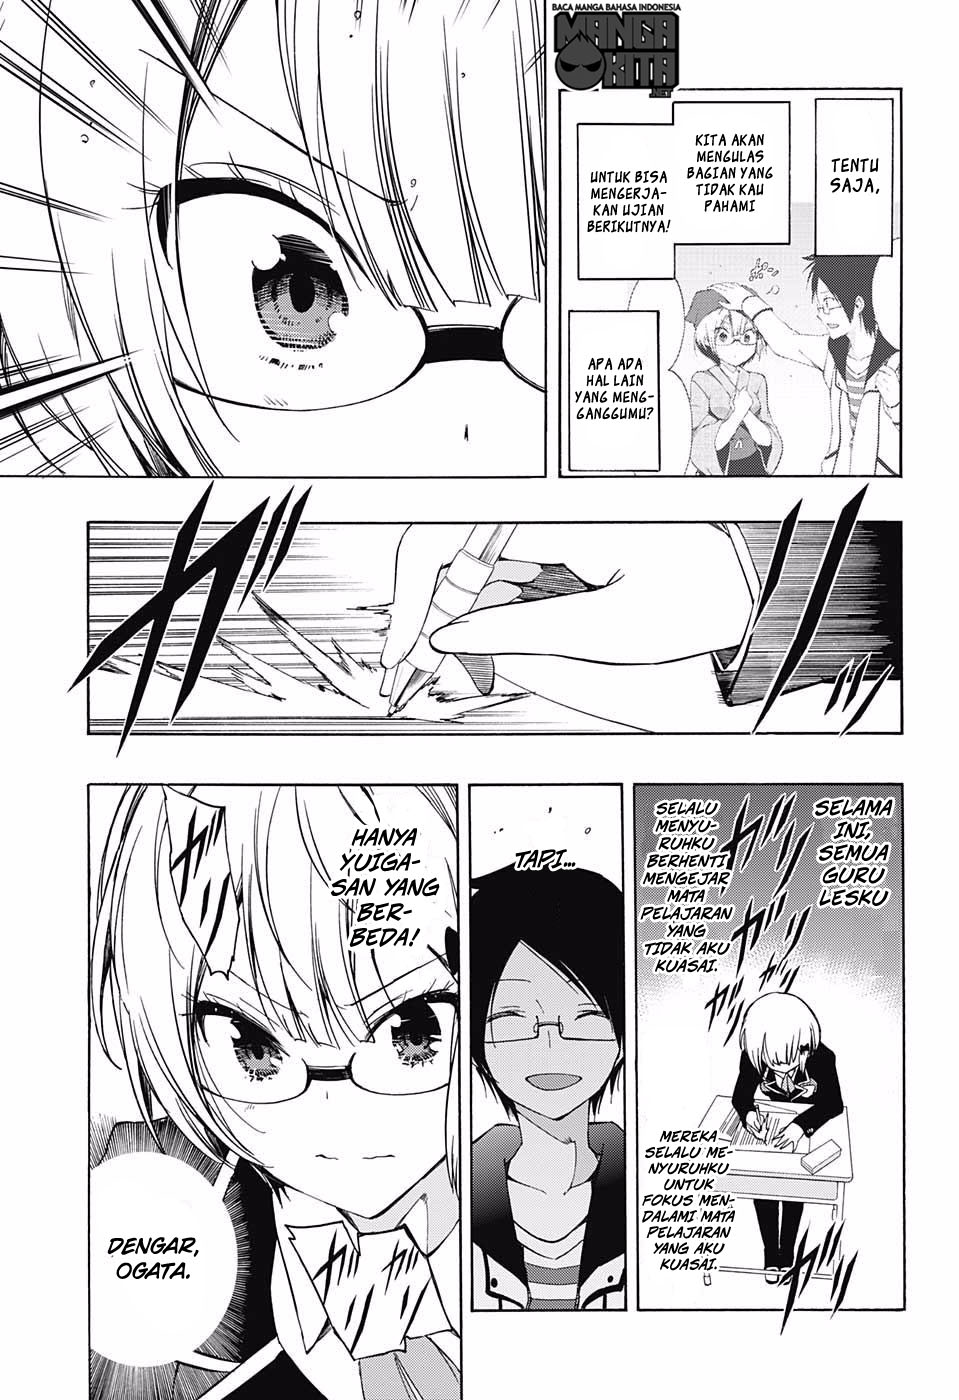 BACA MANGA BAHASA INDONESIA
MANGA
KITA
.NET
TENTU
SAJA,
KITA AKAN
MENGULAS
BAGIAN YANG
TIDAK KAU
PAHAMI
UNTUK BISA
MENGERJA-
KAN UJIAN
BERIKUTNYA!
APA ADA
HAL LAIN
YANG MENG-
GANGGUMU?
ガッ
SELAMA
INI,
SEMUA
GURU
LESKU
SELALU
MENYU-
RUHKU
BERHENTI
MENGEJAR
MATA
PELAJARAN
YANG
TIDAK AKU
KUASAI.
MEREKA
SELALU ME-
NYURUHKU
UNTUK
FOKUS MEN-
DALAMI MATA
PELAJARAN
YANG AKU
KUASAI.
TAPI...
HANYA
YUIGA-
SAN YANG
BER-
BEDA!
DENGAR,
OGATA.